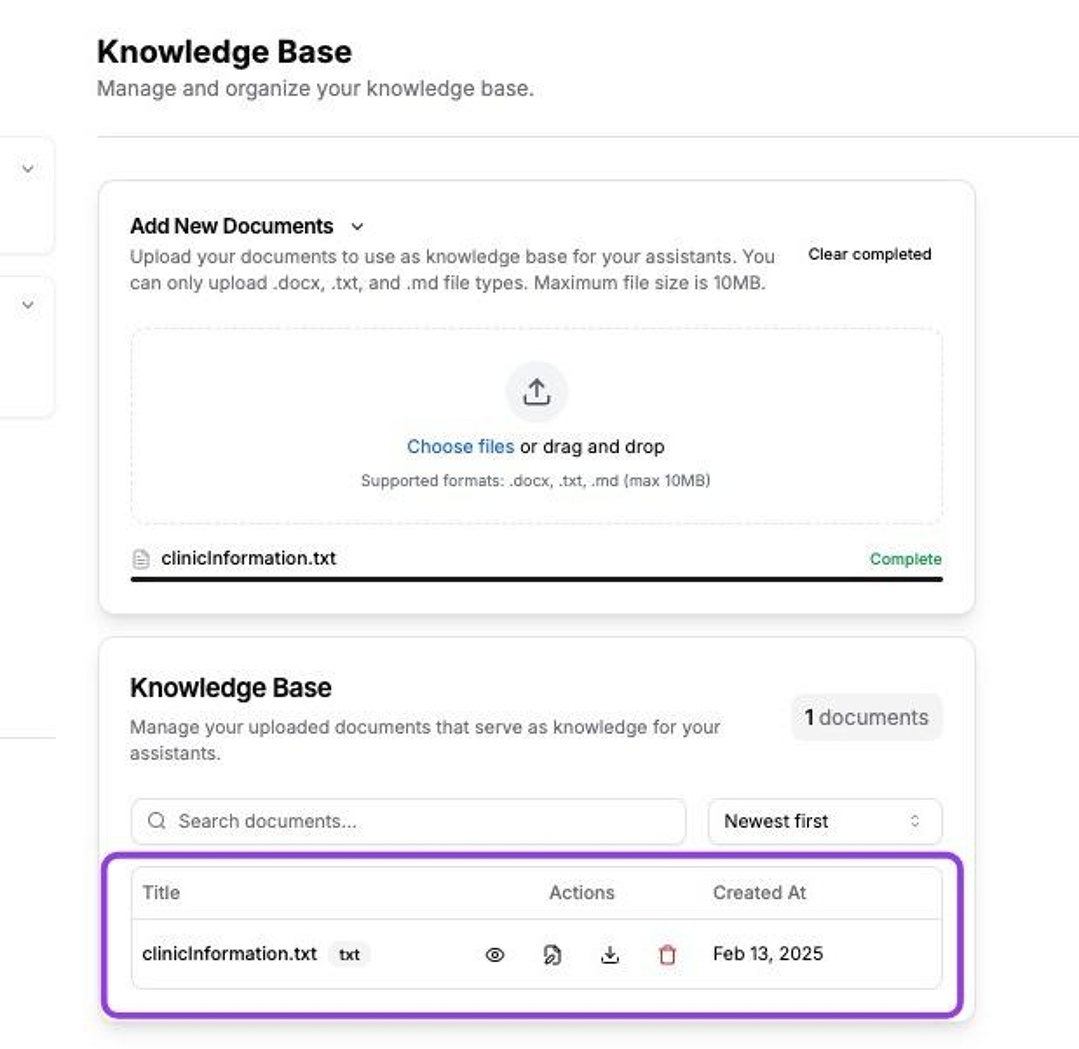 Knowledge Base
Manage and organize your knowledge base.
Add New Documents
Upload your documents to use as knowledge base for your assistants. You
can only upload .docx, .txt, and .md file types. Maximum file size is 10MB.
Clear completed
Choose files or drag and drop
Supported formats: .docx, .txt, .md (max 10MB)
clinicInformation.txt Complete
Knowledge Base
Manage your uploaded documents that serve as knowledge for your
assistants.
1 documents
Search documents... Newest first
Title Actions Created At
clinicInformation.txt txt Feb 13, 2025